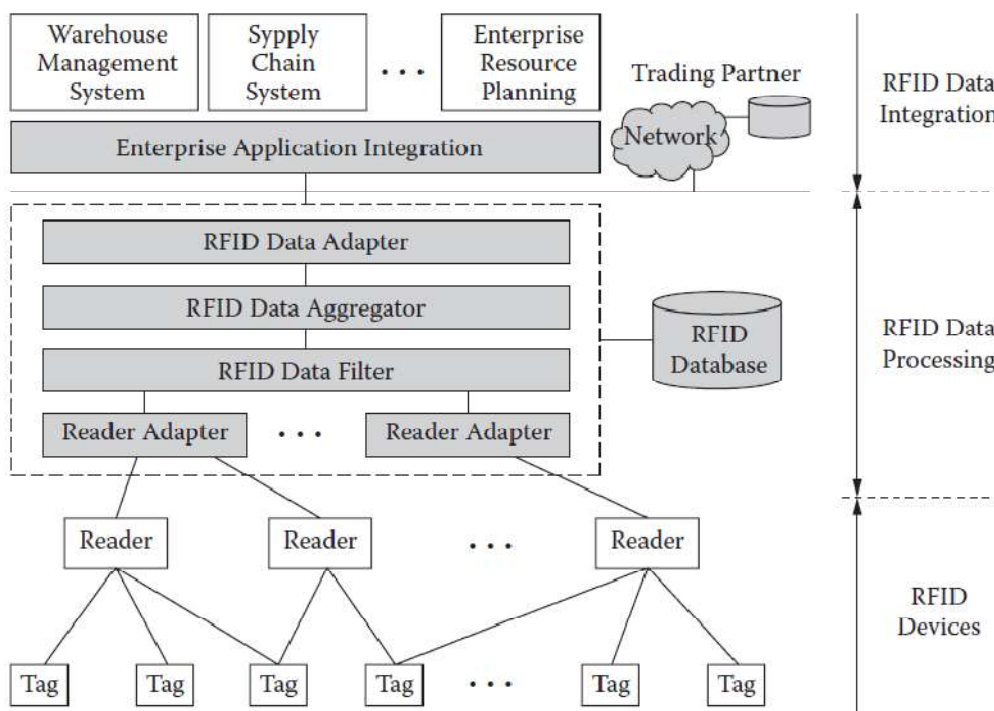 Warehouse
Management
System
Sypply
Chain
System
• • •
Enterprise
Resource
Planning
Trading Partner
Network
RFID Data
Integration
Enterprise Application Integration
RFID Data Adapter
RFID Data Aggregator
RFID Data Filter
Reader Adapter
• • •
Reader Adapter
RFID
Database
RFID Data
Processing
Reader
Reader
• • •
Reader
RFID
Devices
Tag
Tag
Tag
Tag
• • •
Tag
Tag